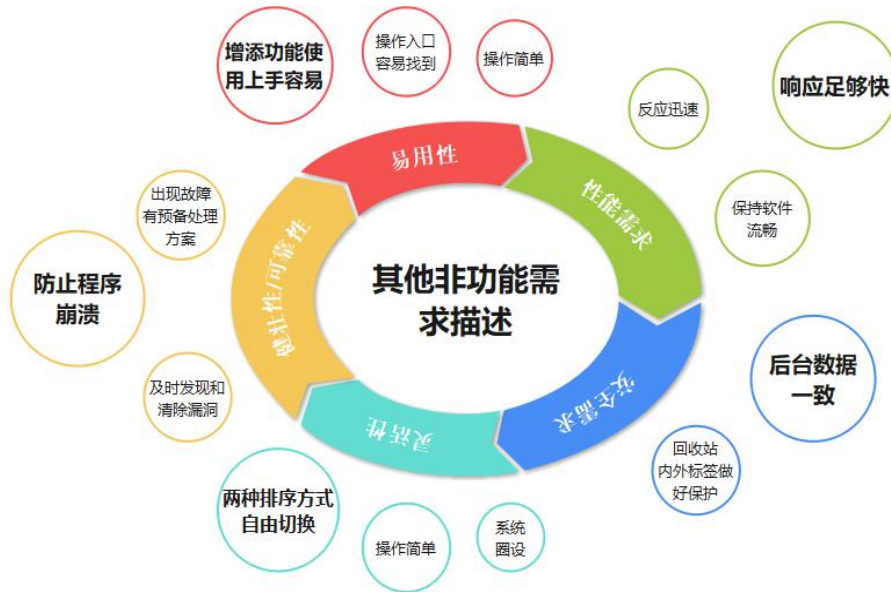 增添功能使
用上手容易
操作入口
容易找到
操作简单
易用性
反应迅速
响应足够快
性能需求
保持软件
流畅
出现故障
有预备处理
方案
防止程序
崩溃
健壮性/可靠性
及时发现和
清除漏洞
其他非功能需
求描述
安全需求
后台数据
一致
回收站
内外标签做
好保护
灵活性
两种排序方式
自由切换
操作简单
系统
圈设